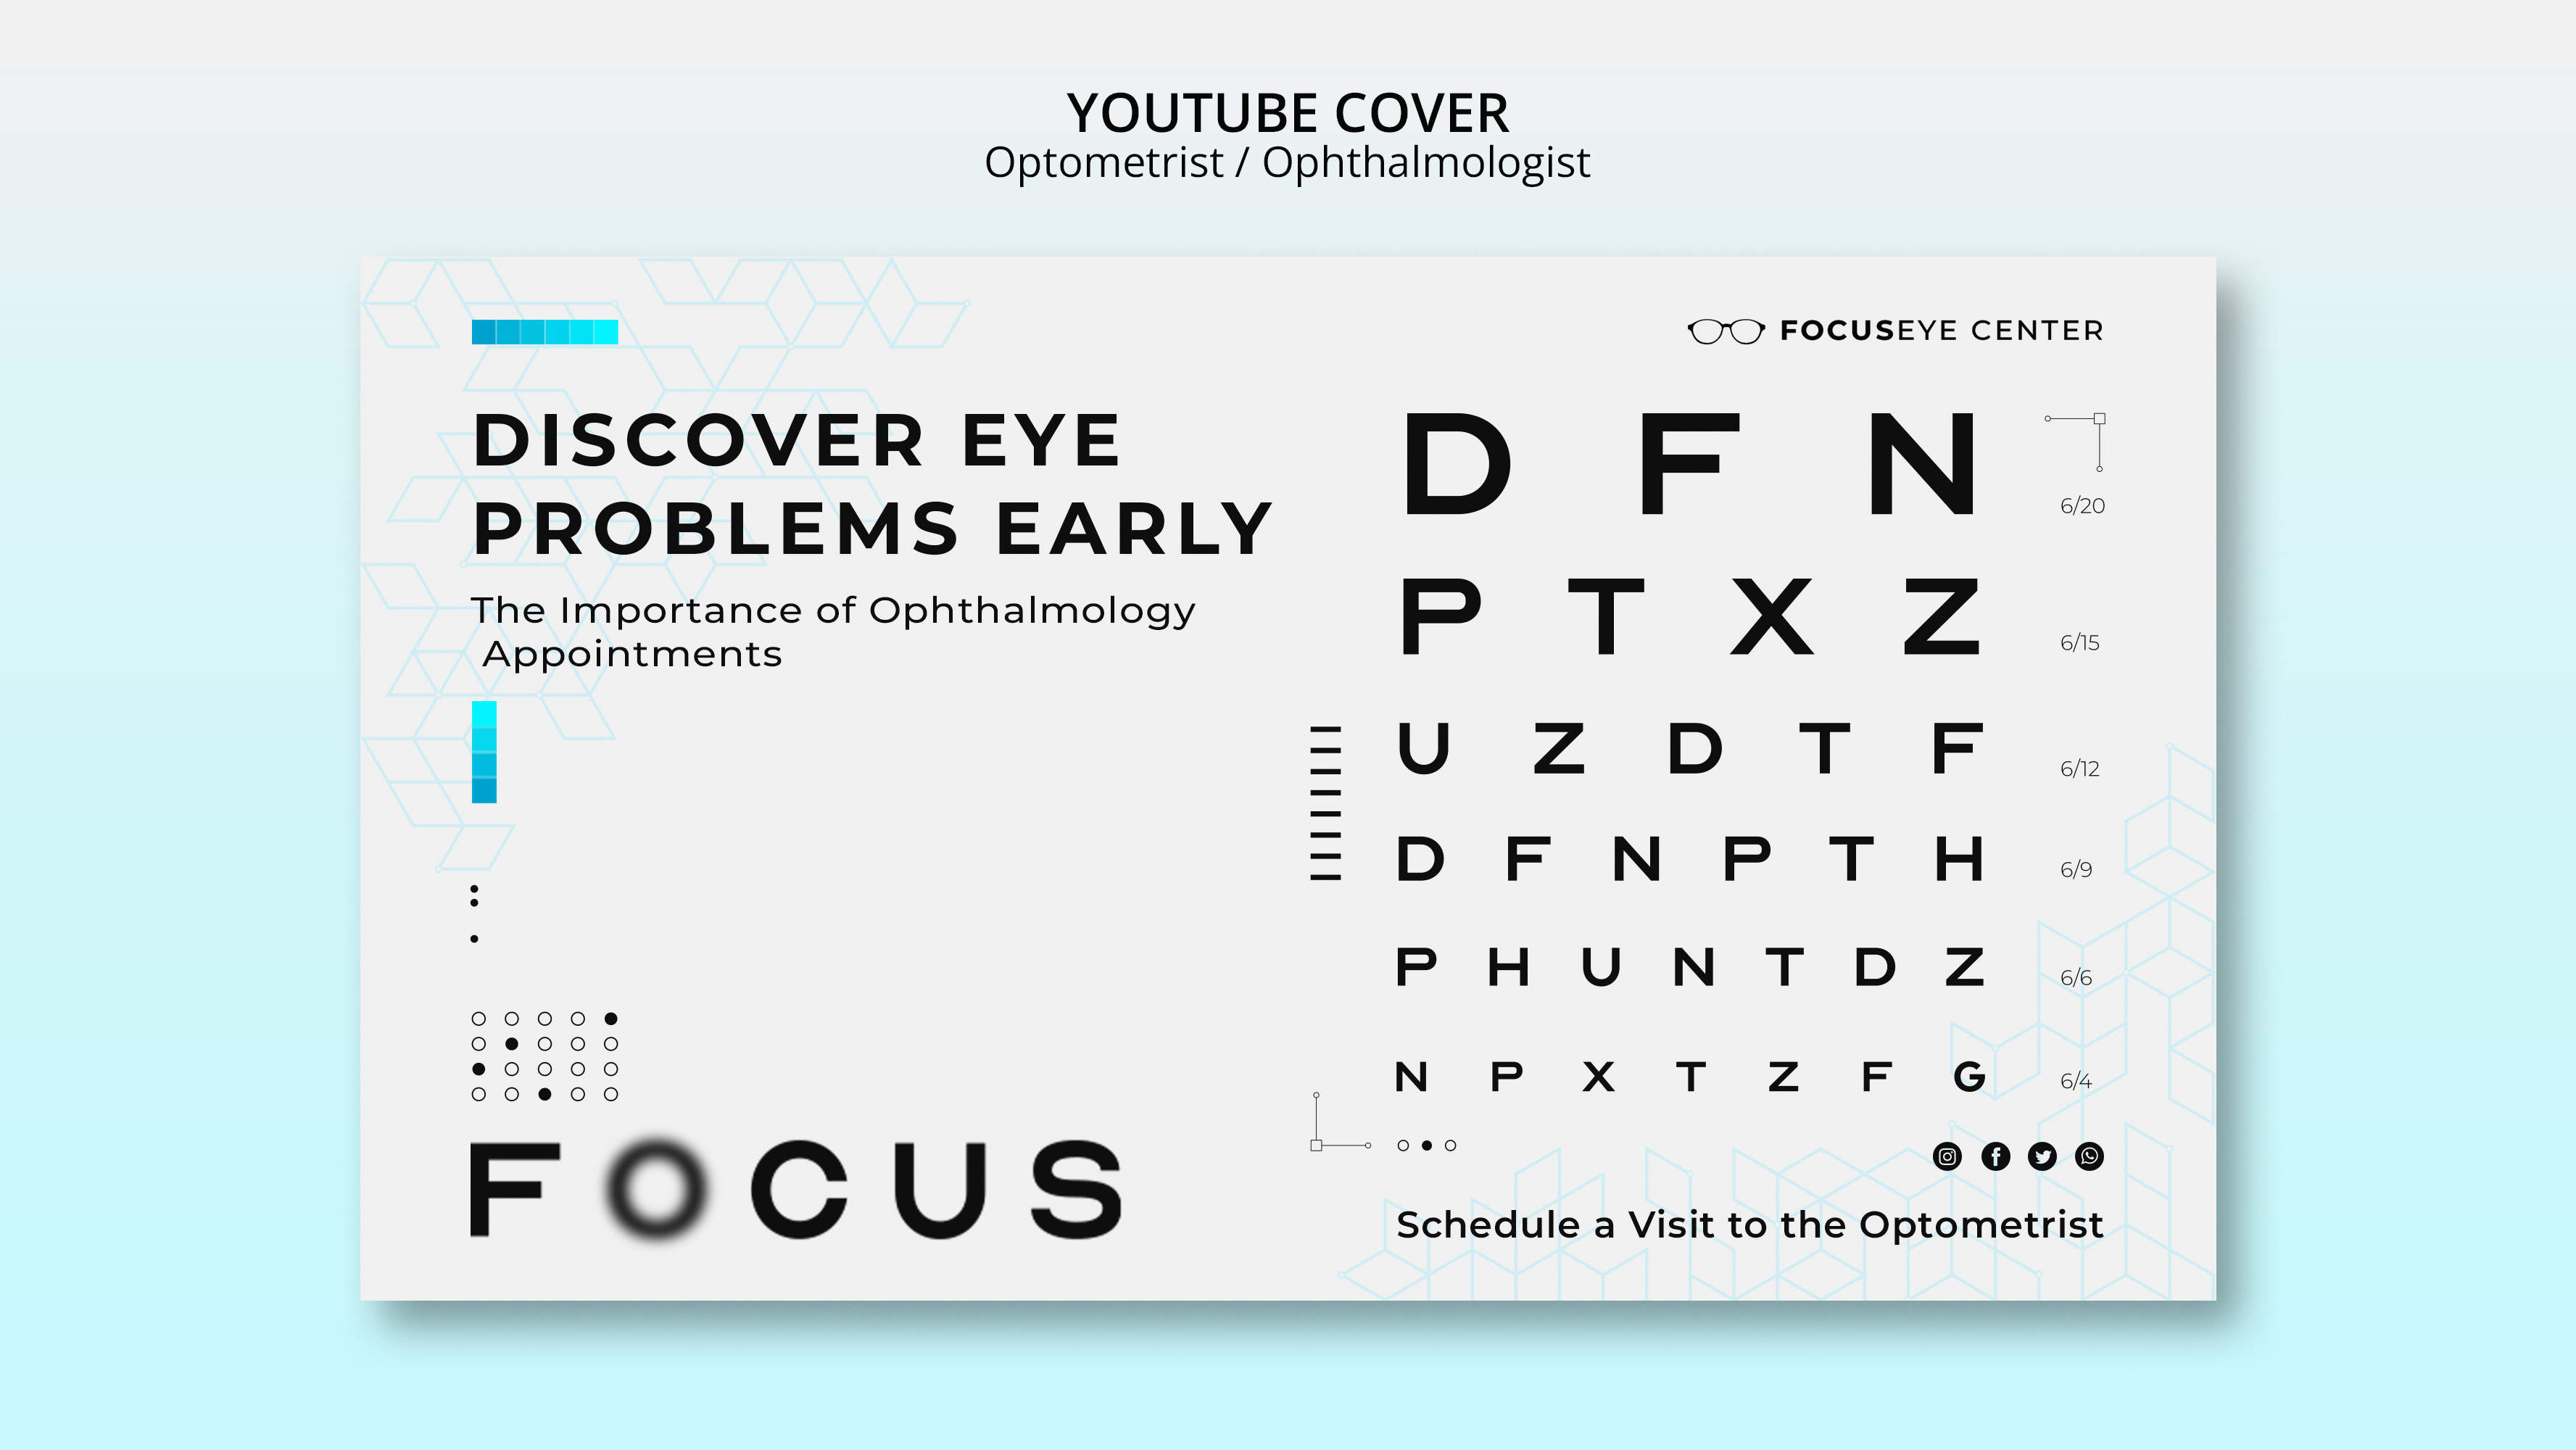 YOUTUBE COVER
Optometrist / Ophthalmologist
FOCUSEYE CENTER
DISCOVER EYE
PROBLEMS EARLY
The Importance of Ophthalmology
Appointments
FOCUS
D F N 6/20
P T X Z 6/15
U Z D T F 6/12
D F N P T H 6/9
P H U N T D Z 6/6
N P X T Z F G 6/4
Schedule a Visit to the Optometrist